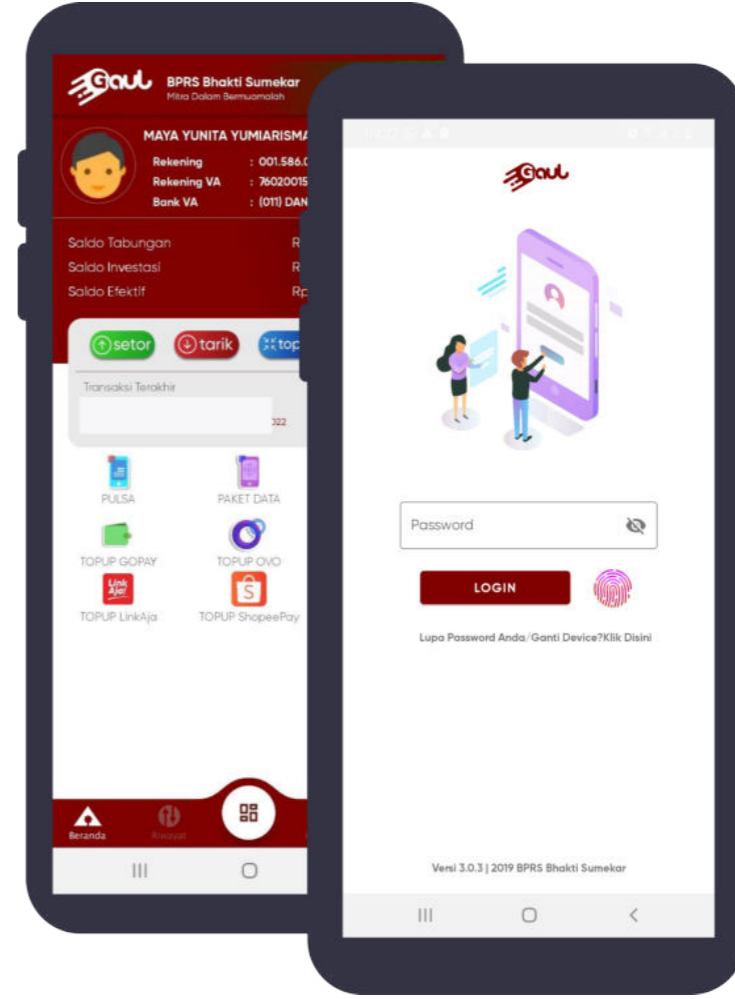 Gaul
BPRS Bhakti Sumekar
Mitra Dalam Bermuamalah
MAYA YUNITA YUMIARISMA
Rekening : 001.586.0
Rekening VA : 76020015
Bank VA : (011) DAN
Saldo Tabungan R
Saldo Investasi R
Saldo Efektif Rp
setor tarik top
Transaksi Terakhir
022
PULSA PAKET DATA
TOPUP GOPAY TOPUP OVO
Link
Aja!
S
TOPUP LinkAja TOPUP ShopeePay
Beranda Riwayat
Gaul
Password
LOGIN
Lupa Password Anda/Ganti Device?Klik Disini
Versi 3.0.3 | 2019 BPRS Bhakti Sumekar